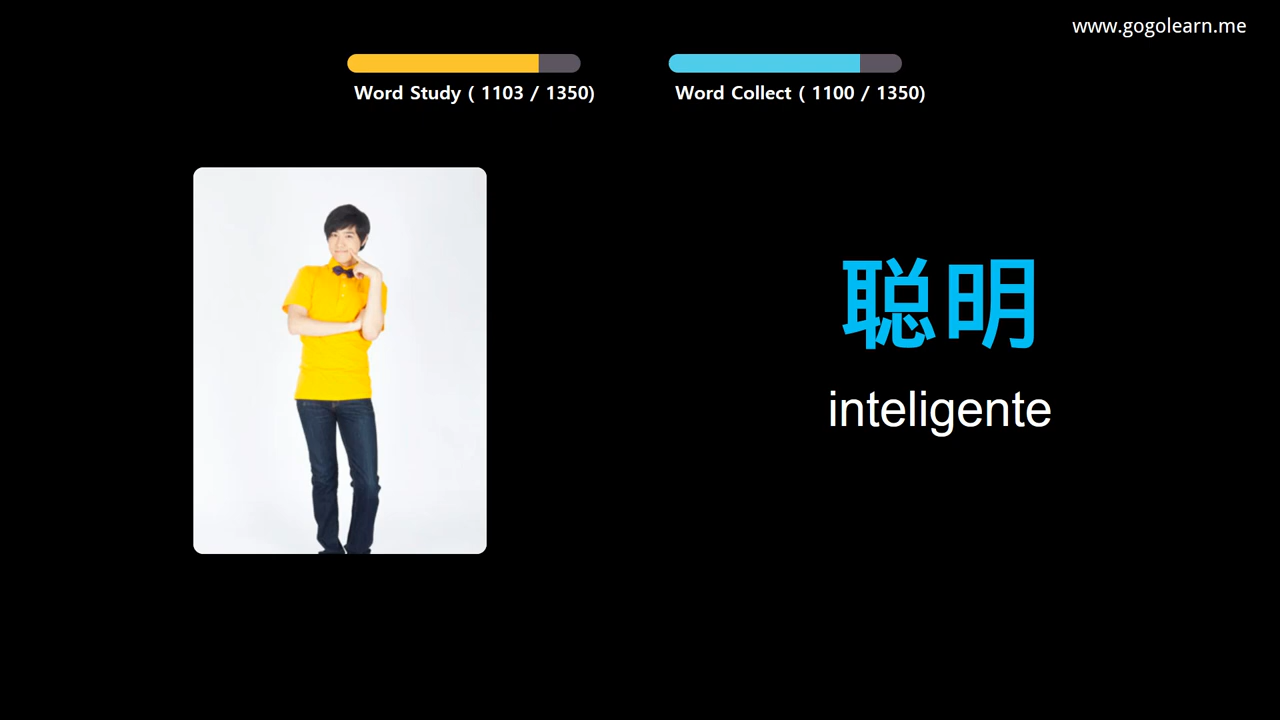 www.gogolearn.me
Word Study ( 1103 / 1350)
Word Collect ( 1100 / 1350)
聪明
inteligente